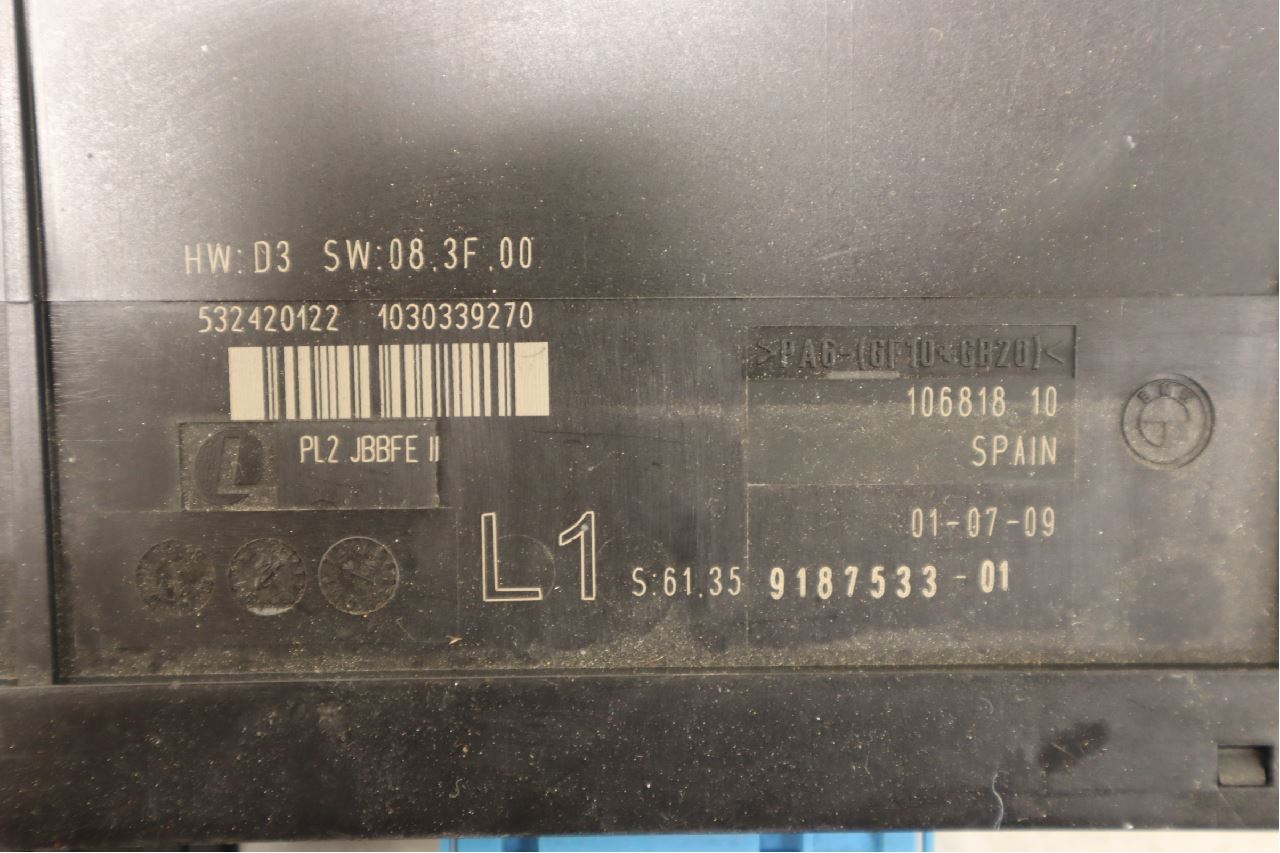 HW:D3 SW:08.3F.00
532420122 1030339270
>PA6-(GF10+GB20)<
106818 10
PL2 JBBFE II
SPAIN
L1
01-07-09
S:61.35 9187533-01
BMW